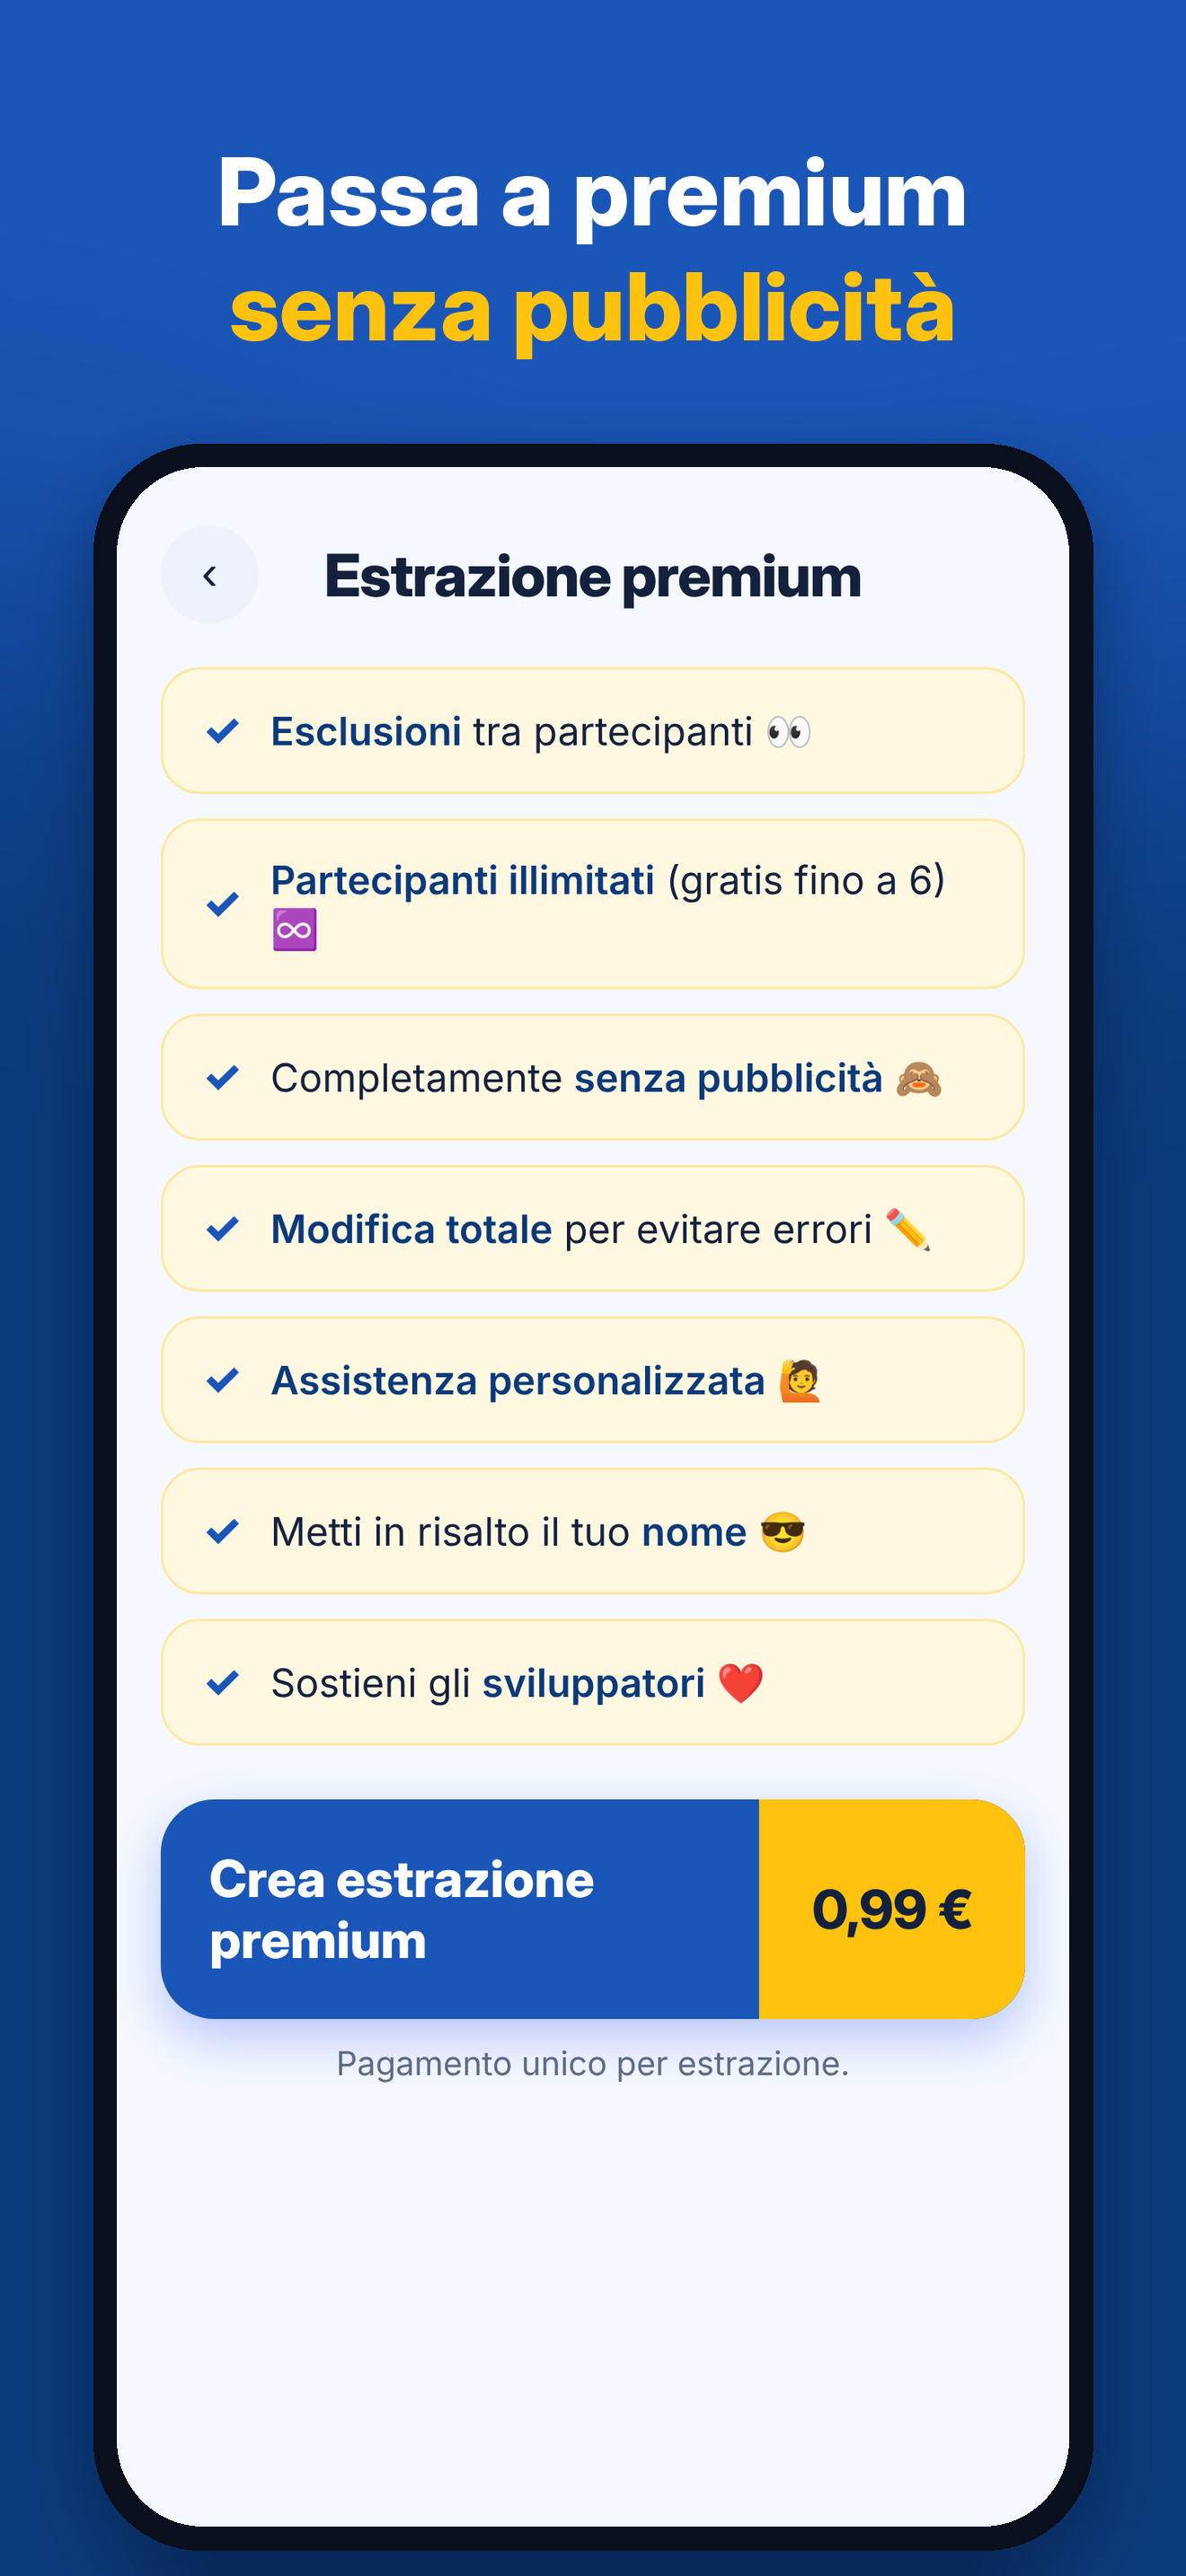 Passa a premium
senza pubblicità
‹ Estrazione premium
Esclusioni tra partecipanti 👀
Partecipanti illimitati (gratis fino a 6)
♾️
Completamente senza pubblicità 🙈
Modifica totale per evitare errori ✏️
Assistenza personalizzata 🙋
Metti in risalto il tuo nome 😎
Sostieni gli sviluppatori ❤️
Crea estrazione
premium
0,99 €
Pagamento unico per estrazione.